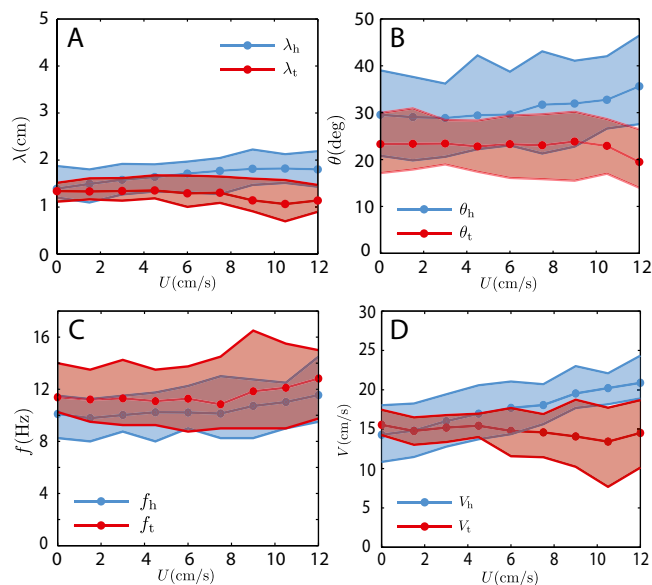 A
λh
λt
5
4
3
2
1
0
λ(cm)
0 2 4 6 8 10 12
U(cm/s)
B
θh
θt
50
40
30
20
10
0
θ(deg)
0 2 4 6 8 10 12
U(cm/s)
C
fh
ft
16
12
8
4
0
f(Hz)
0 2 4 6 8 10 12
U(cm/s)
D
Vh
Vt
30
25
20
15
10
5
0
V(cm/s)
0 2 4 6 8 10 12
U(cm/s)